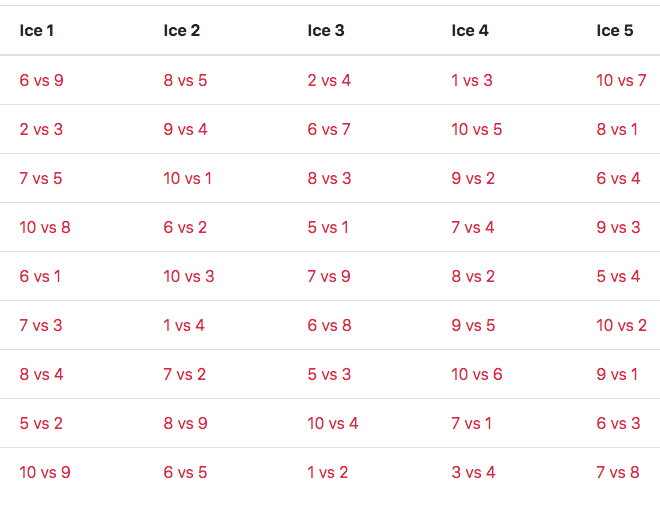 Ice 1 Ice 2 Ice 3 Ice 4 Ice 5
6 vs 9 8 vs 5 2 vs 4 1 vs 3 10 vs 7
2 vs 3 9 vs 4 6 vs 7 10 vs 5 8 vs 1
7 vs 5 10 vs 1 8 vs 3 9 vs 2 6 vs 4
10 vs 8 6 vs 2 5 vs 1 7 vs 4 9 vs 3
6 vs 1 10 vs 3 7 vs 9 8 vs 2 5 vs 4
7 vs 3 1 vs 4 6 vs 8 9 vs 5 10 vs 2
8 vs 4 7 vs 2 5 vs 3 10 vs 6 9 vs 1
5 vs 2 8 vs 9 10 vs 4 7 vs 1 6 vs 3
10 vs 9 6 vs 5 1 vs 2 3 vs 4 7 vs 8